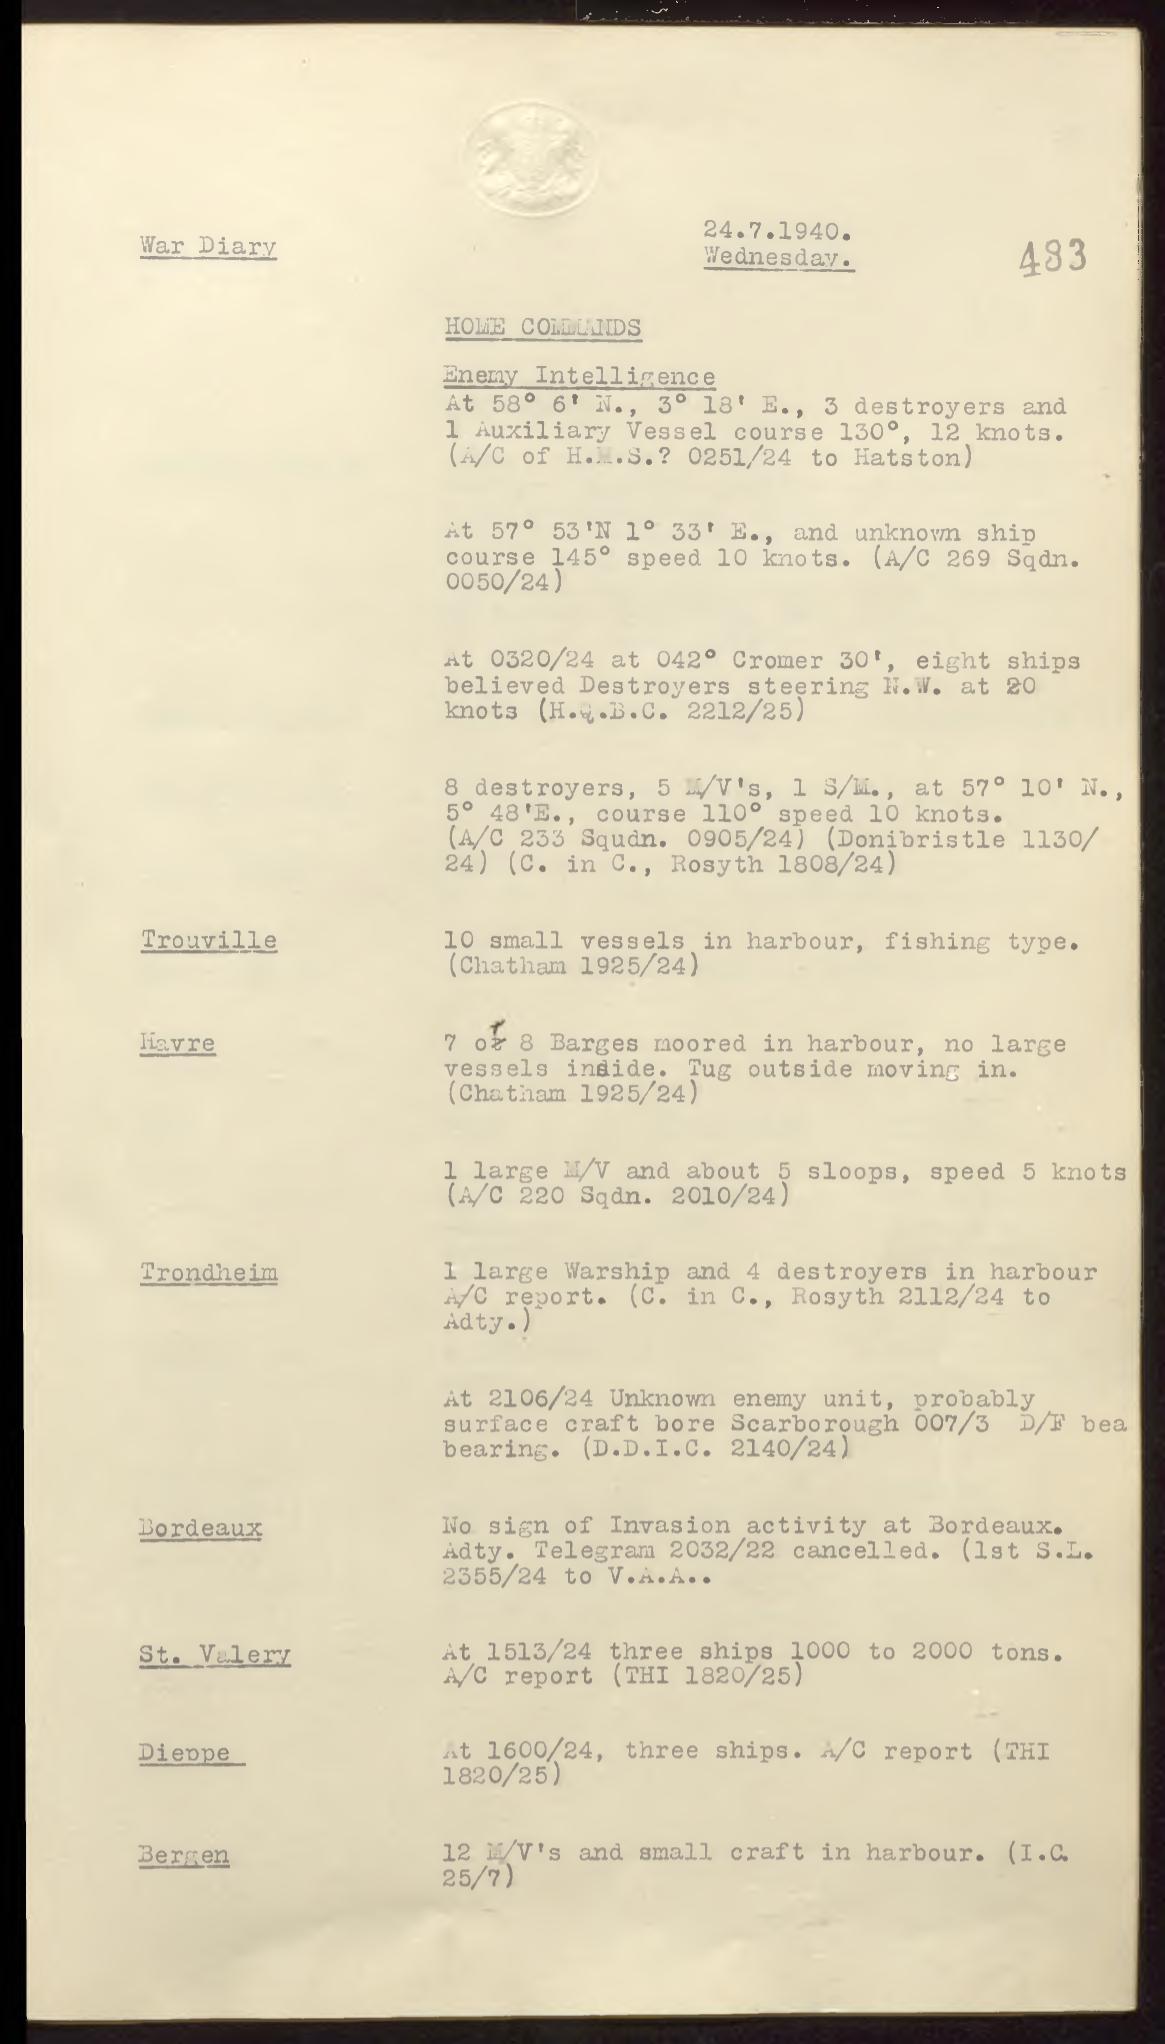 War Diary
24.7.1940.
Wednesday.
483
HOME COMMANDS
Enemy Intelligence
At 58° 6' N., 3° 18' E., 3 destroyers and
1 Auxiliary Vessel course 130°, 12 knots.
(A/C of H.M.S.? 0251/24 to Hatston)
At 57° 53'N 1° 33' E., and unknown ship
course 145° speed 10 knots. (A/C 269 Sqdn.
0050/24)
At 0320/24 at 042° Cromer 30', eight ships
believed Destroyers steering N.W. at 20
knots (H.Q.B.C. 2212/25)
8 destroyers, 5 M/V's, 1 S/M., at 57° 10' N.,
5° 48'E., course 110° speed 10 knots.
(A/C 233 Squdn. 0905/24) (Donibristle 1130/
24) (C. in C., Rosyth 1808/24)
Trouville
10 small vessels in harbour, fishing type.
(Chatham 1925/24)
Havre
7 or 8 Barges moored in harbour, no large
vessels inside. Tug outside moving in.
(Chatham 1925/24)
1 large M/V and about 5 sloops, speed 5 knots
(A/C 220 Sqdn. 2010/24)
Trondheim
1 large Warship and 4 destroyers in harbour
A/C report. (C. in C., Rosyth 2112/24 to
Adty.)
At 2106/24 Unknown enemy unit, probably
surface craft bore Scarborough 007/3 D/F bea
bearing. (D.D.I.C. 2140/24)
Bordeaux
No sign of Invasion activity at Bordeaux.
Adty. Telegram 2032/22 cancelled. (1st S.L.
2355/24 to V.A.A..
St. Valery
At 1513/24 three ships 1000 to 2000 tons.
A/C report (THI 1820/25)
Dieppe
At 1600/24, three ships. A/C report (THI
1820/25)
Bergen
12 M/V's and small craft in harbour. (I.C.
25/7)